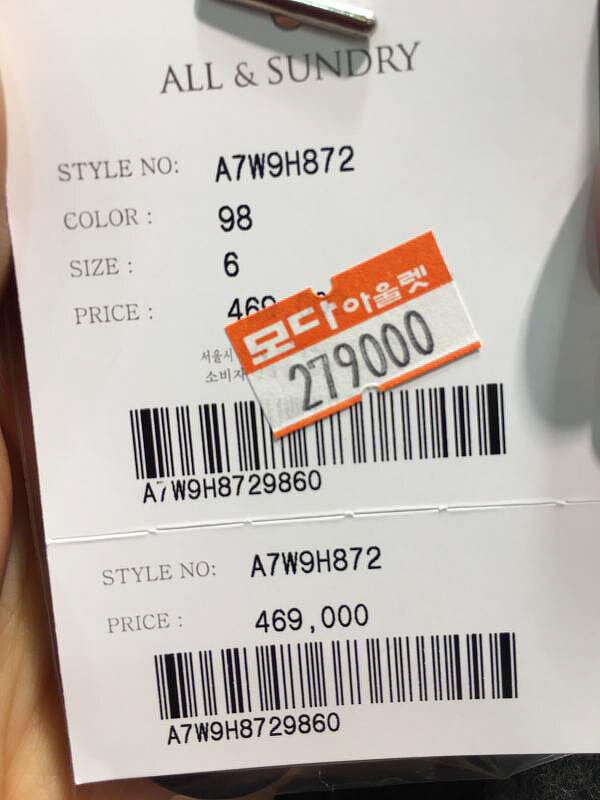 ALL & SUNDRY
STYLE NO: A7W9H872
COLOR : 98
SIZE : 6
PRICE : 469
모다아울렛
279000
서울시
소비자
A7W9H8729860
STYLE NO: A7W9H872
PRICE : 469,000
A7W9H8729860